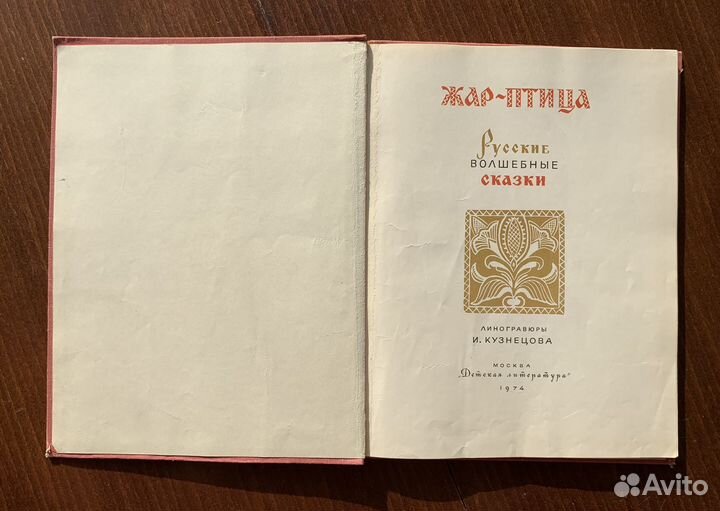 ЖАР-ПТИЦА
Русские
ВОЛШЕБНЫЕ
СКАЗКИ
ЛИНОГРАВЮРЫ
И. КУЗНЕЦОВА
МОСКВА
„Детская литература"
1974
Avito